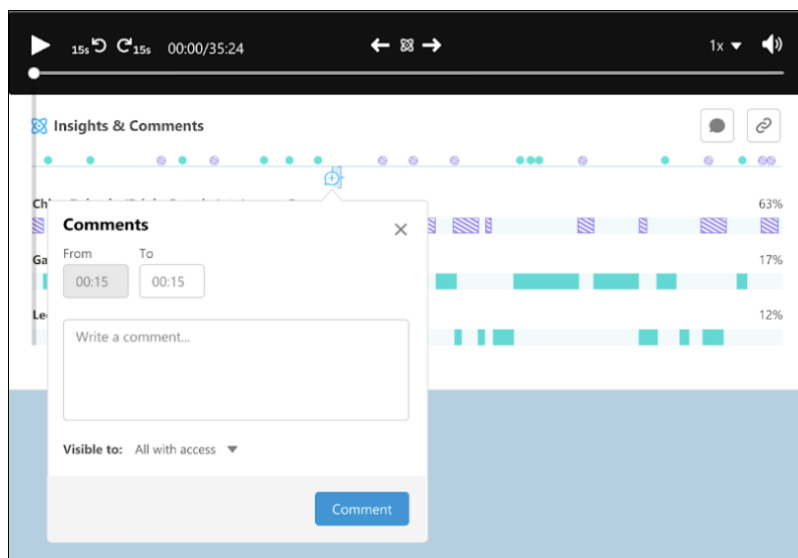 15s 15s 00:00/35:24 1x
Insights & Comments
63%
Comments
From To
17%
00:15 00:15
12%
Write a comment...
Visible to: All with access
Comment